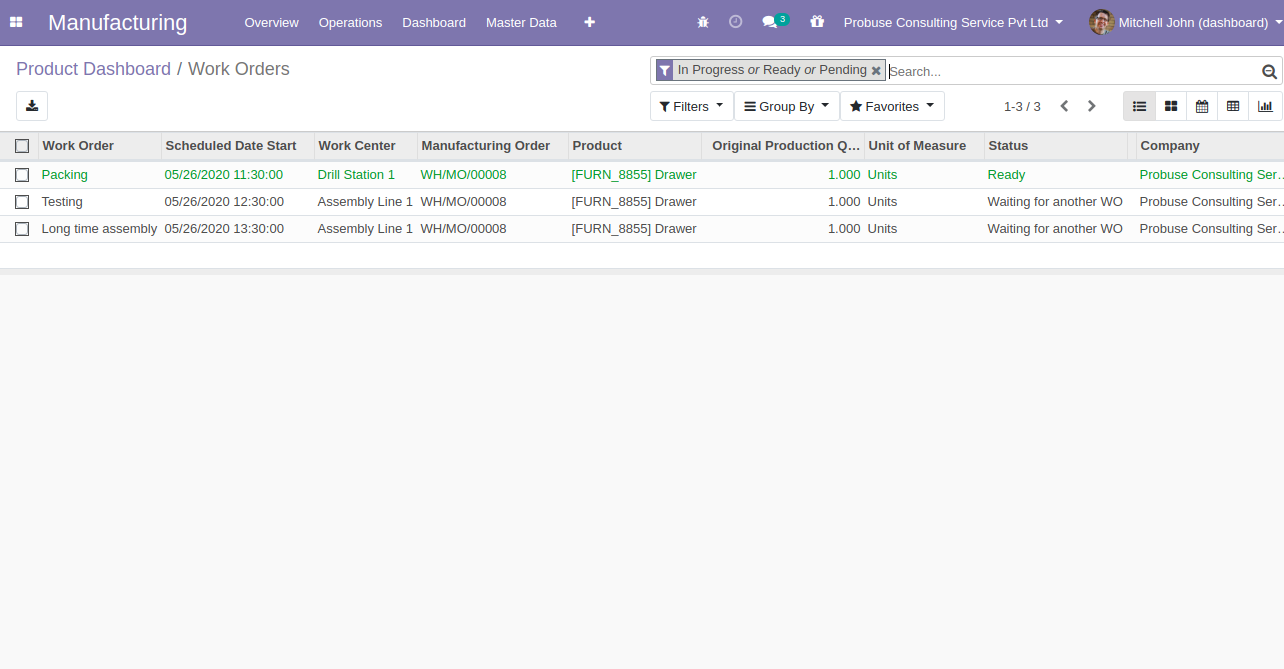 Manufacturing Overview Operations Dashboard Master Data 3 Probuse Consulting Service Pvt Ltd Mitchell John (dashboard)
Product Dashboard / Work Orders In Progress or Ready or Pending Search...
Filters Group By Favorites 1-3 / 3
Work Order Scheduled Date Start Work Center Manufacturing Order Product Original Production Q... Unit of Measure Status Company
Packing 05/26/2020 11:30:00 Drill Station 1 WH/MO/00008 [FURN_8855] Drawer 1.000 Units Ready Probuse Consulting Ser...
Testing 05/26/2020 12:30:00 Assembly Line 1 WH/MO/00008 [FURN_8855] Drawer 1.000 Units Waiting for another WO Probuse Consulting Ser...
Long time assembly 05/26/2020 13:30:00 Assembly Line 1 WH/MO/00008 [FURN_8855] Drawer 1.000 Units Waiting for another WO Probuse Consulting Ser...